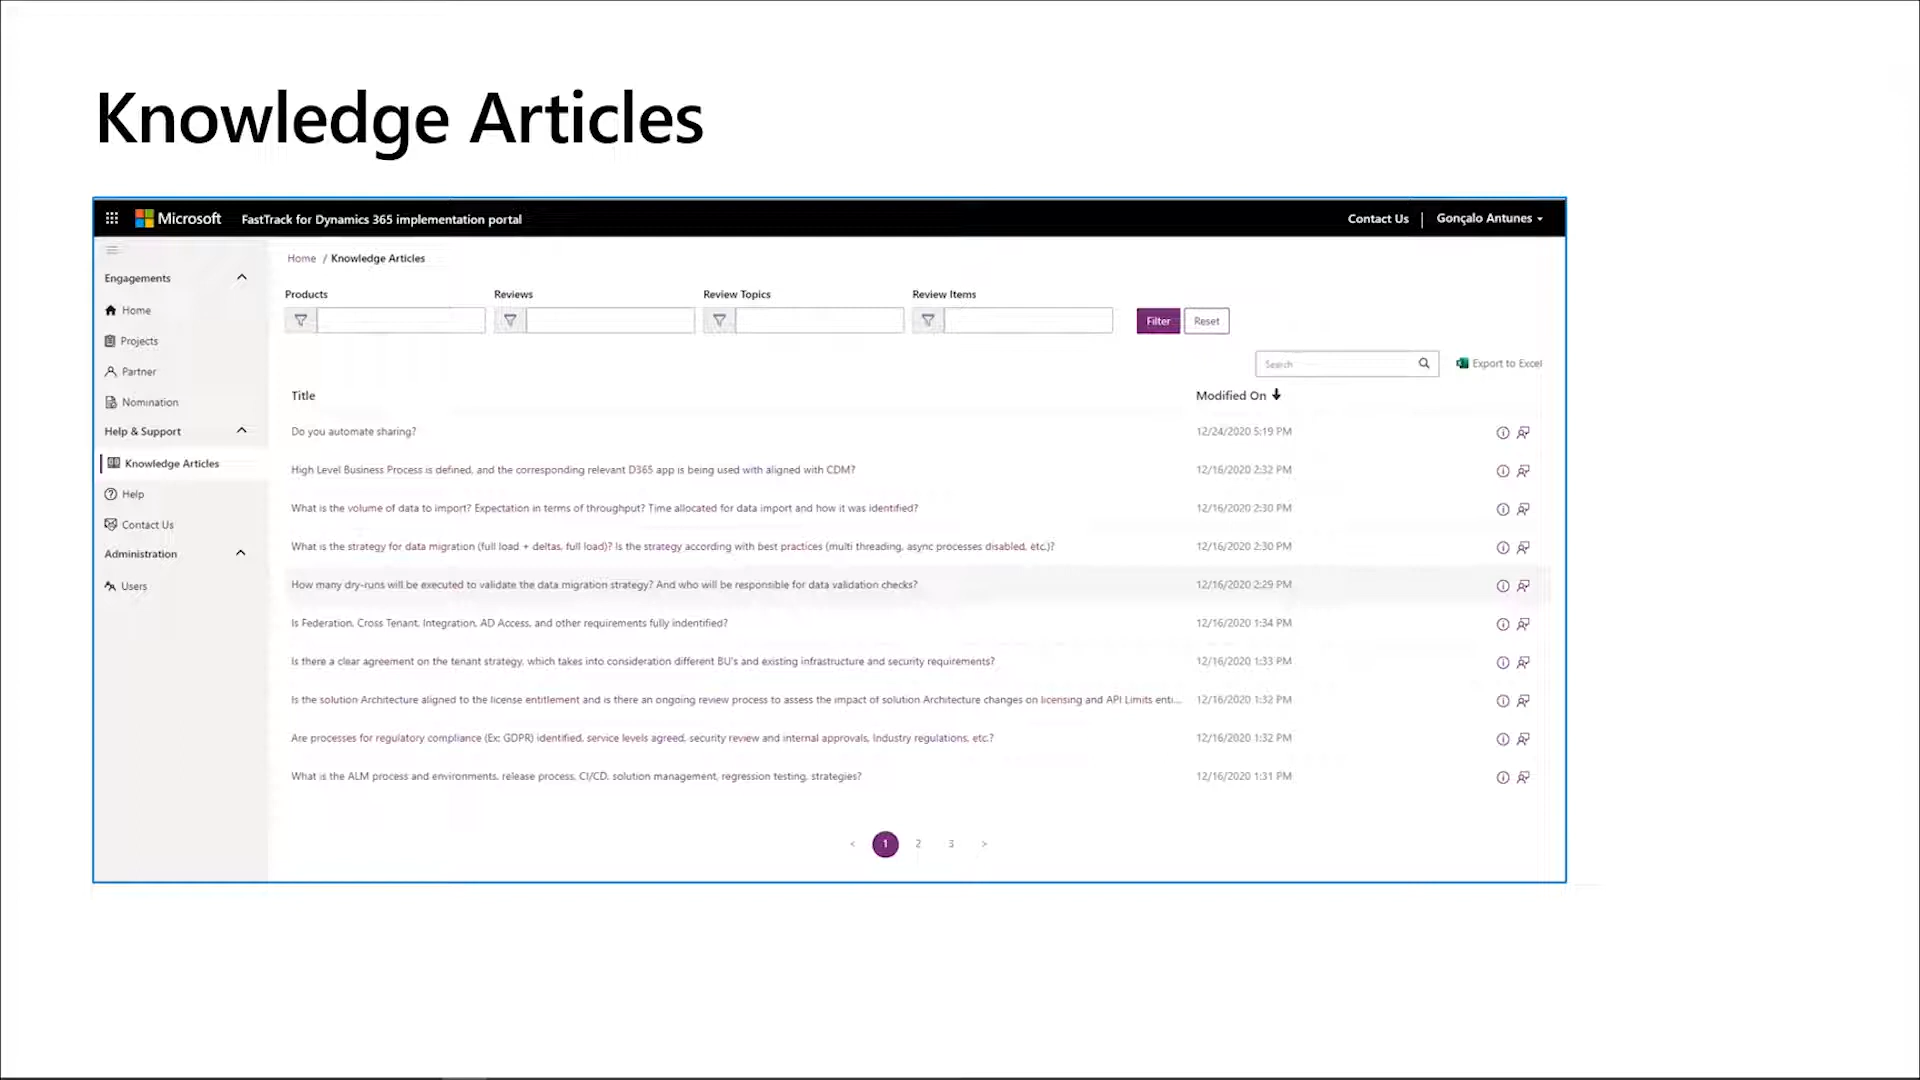 Knowledge Articles
Microsoft FastTrack for Dynamics 365 implementation portal Contact Us | Gonçalo Antunes
Engagements
Home
Projects
Partner
Nomination
Help & Support
Knowledge Articles
Help
Contact Us
Administration
Users
Home / Knowledge Articles
Products Reviews Review Topics Review Items
Filter Reset
Search Export to Excel
Title Modified On
Do you automate sharing? 12/24/2020 5:19 PM
High Level Business Process is defined, and the corresponding relevant D365 app is being used with aligned with CDM? 12/16/2020 2:32 PM
What is the volume of data to import? Expectation in terms of throughput? Time allocated for data import and how it was identified? 12/16/2020 2:30 PM
What is the strategy for data migration (full load + deltas, full load)? Is the strategy according with best practices (multi threading, async processes disabled, etc.)? 12/16/2020 2:30 PM
How many dry-runs will be executed to validate the data migration strategy? And who will be responsible for data validation checks? 12/16/2020 2:29 PM
Is Federation, Cross Tenant, Integration, AD Access, and other requirements fully indentified? 12/16/2020 1:34 PM
Is there a clear agreement on the tenant strategy, which takes into consideration different BU's and existing infrastructure and security requirements? 12/16/2020 1:33 PM
Is the solution Architecture aligned to the license entitlement and is there an ongoing review process to assess the impact of solution Architecture changes on licensing and API Limits enti... 12/16/2020 1:32 PM
Are processes for regulatory compliance (Ex: GDPR) identified, service levels agreed, security review and internal approvals, Industry regulations, etc.? 12/16/2020 1:32 PM
What is the ALM process and environments, release process, CI/CD, solution management, regression testing, strategies? 12/16/2020 1:31 PM
< 1 2 3 >